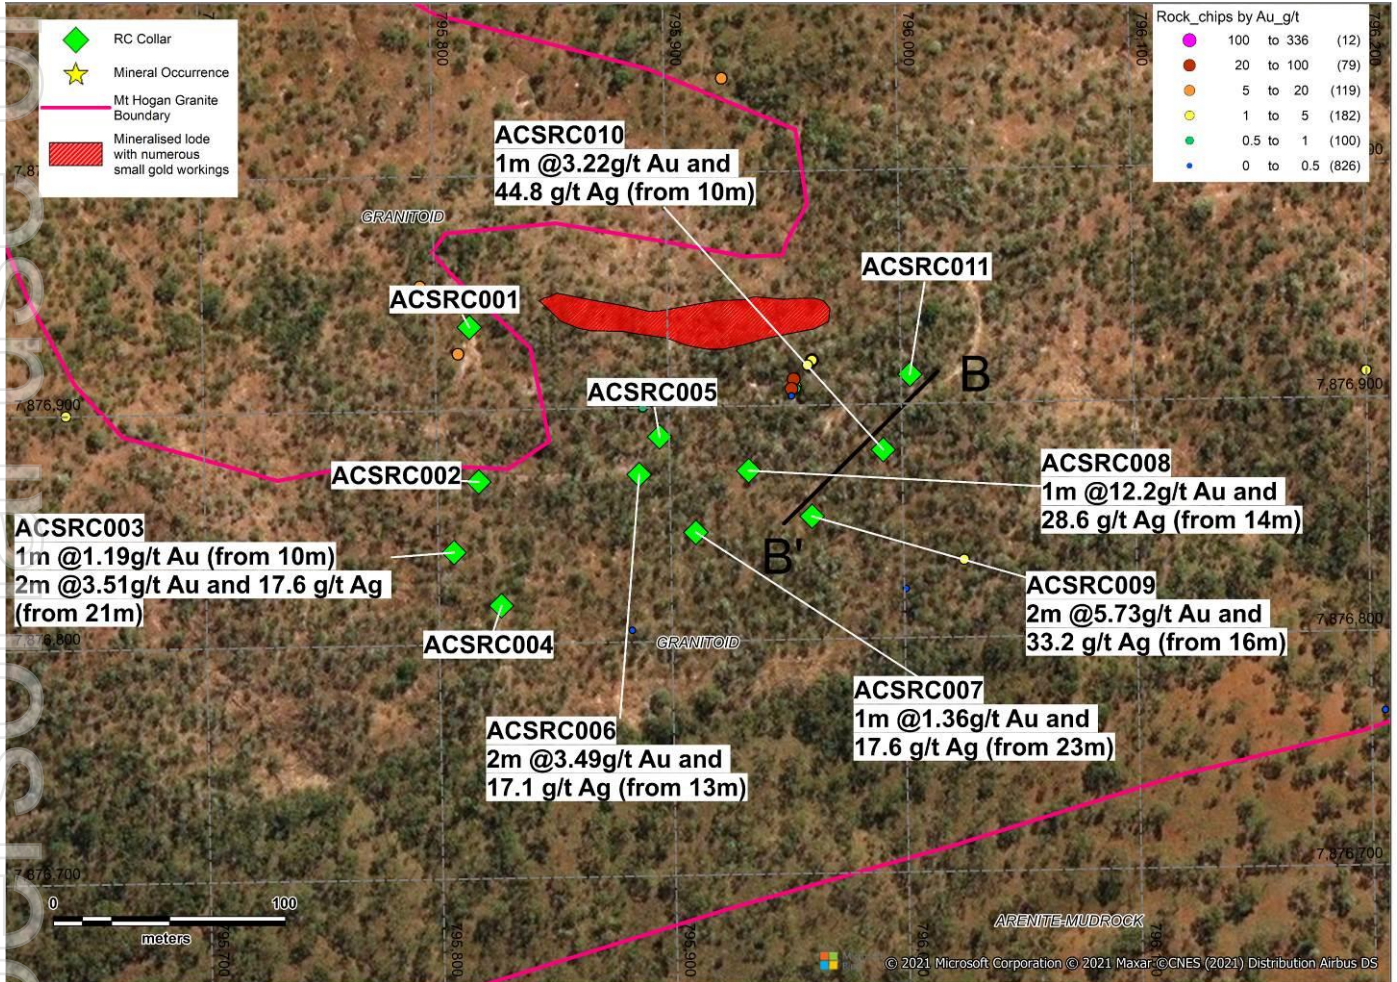 RC Collar
Mineral Occurrence
Mt Hogan Granite
Boundary
Mineralised lode
with numerous
small gold workings
Rock_chips by Au_g/t
100 to 336 (12)
20 to 100 (79)
5 to 20 (119)
1 to 5 (182)
0.5 to 1 (100)
0 to 0.5 (826)
795,800
795,900
796,000
796,100
796,200
ACSRC010
1m @3.22g/t Au and
44.8 g/t Ag (from 10m)
GRANITOID
ACSRC001
ACSRC011
B
7,876,900
7,876,900
ACSRC005
ACSRC002
ACSRC008
1m @12.2g/t Au and
28.6 g/t Ag (from 14m)
ACSRC003
1m @1.19g/t Au (from 10m)
2m @3.51g/t Au and 17.6 g/t Ag
(from 21m)
B'
ACSRC009
2m @5.73g/t Au and
33.2 g/t Ag (from 16m)
ACSRC004
7,876,800
7,876,800
GRANITOID
ACSRC007
1m @1.36g/t Au and
17.6 g/t Ag (from 23m)
ACSRC006
2m @3.49g/t Au and
17.1 g/t Ag (from 13m)
7,876,700
7,876,700
0 100
meters
795,700
795,800
795,900
ARENITE-MUDROCK
© 2021 Microsoft Corporation © 2021 Maxar ©CNES (2021) Distribution Airbus DS